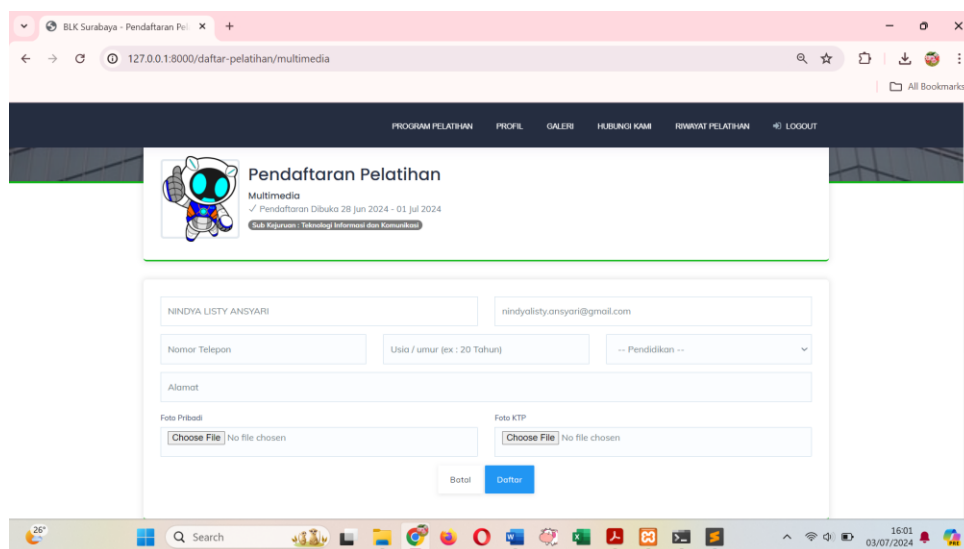 BLK Surabaya - Pendaftaran Pel
127.0.0.1:8000/daftar-pelatihan/multimedia
All Bookmarks
PROGRAM PELATIHAN PROFIL GALERI HUBUNGI KAMI RIWAYAT PELATIHAN LOGOUT
Pendaftaran Pelatihan
Multimedia
✓ Pendaftaran Dibuka 28 Jun 2024 - 01 Jul 2024
Sub Kejuruan : Teknologi Informasi dan Komunikasi
NINDYA LISTY ANSYARI nindyalisty.ansyari@gmail.com
Nomor Telepon Usia / umur (ex : 20 Tahun) -- Pendidikan --
Alamat
Foto Pribadi Foto KTP
Choose File No file chosen Choose File No file chosen
Batal Daftar
26° Search 16:01
03/07/2024